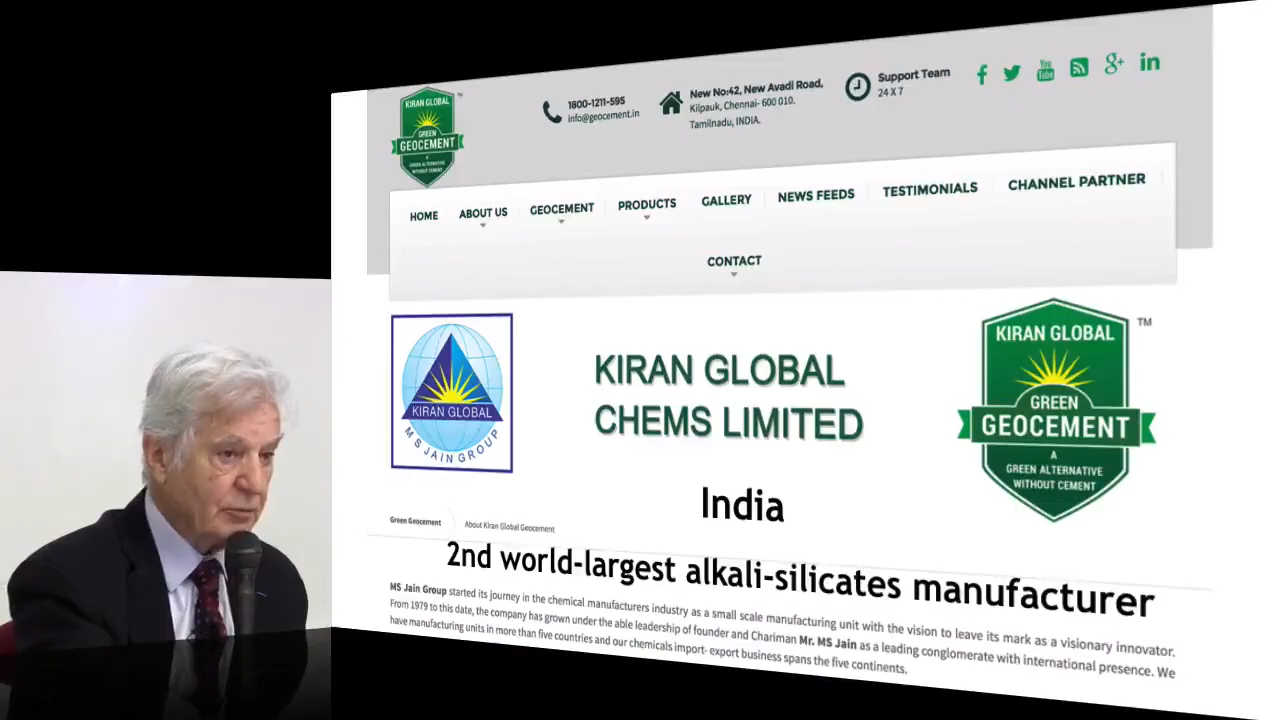 KIRAN GLOBAL
GREEN
GEOCEMENT
A
GREEN ALTERNATIVE
WITHOUT CEMENT
TM
1800-1211-595
info@geocement.in
New No:42, New Avadi Road,
Kilpauk, Chennai- 600 010.
Tamilnadu, INDIA.
Support Team
24 X 7
You
Tube
g+
in
HOME
ABOUT US
GEOCEMENT
PRODUCTS
GALLERY
NEWS FEEDS
TESTIMONIALS
CHANNEL PARTNER
CONTACT
KIRAN GLOBAL
M S JAIN GROUP
KIRAN GLOBAL
CHEMS LIMITED
KIRAN GLOBAL
GREEN
GEOCEMENT
A
GREEN ALTERNATIVE
WITHOUT CEMENT
TM
India
Green Geocement
About Kiran Global Geocement
2nd world-largest alkali-silicates manufacturer
MS Jain Group started its journey in the chemical manufacturers industry as a small scale manufacturing unit with the vision to leave its mark as a visionary innovator.
From 1979 to this date, the company has grown under the able leadership of founder and Chariman Mr. MS Jain as a leading conglomerate with international presence. We
have manufacturing units in more than five countries and our chemicals import- export business spans the five continents.